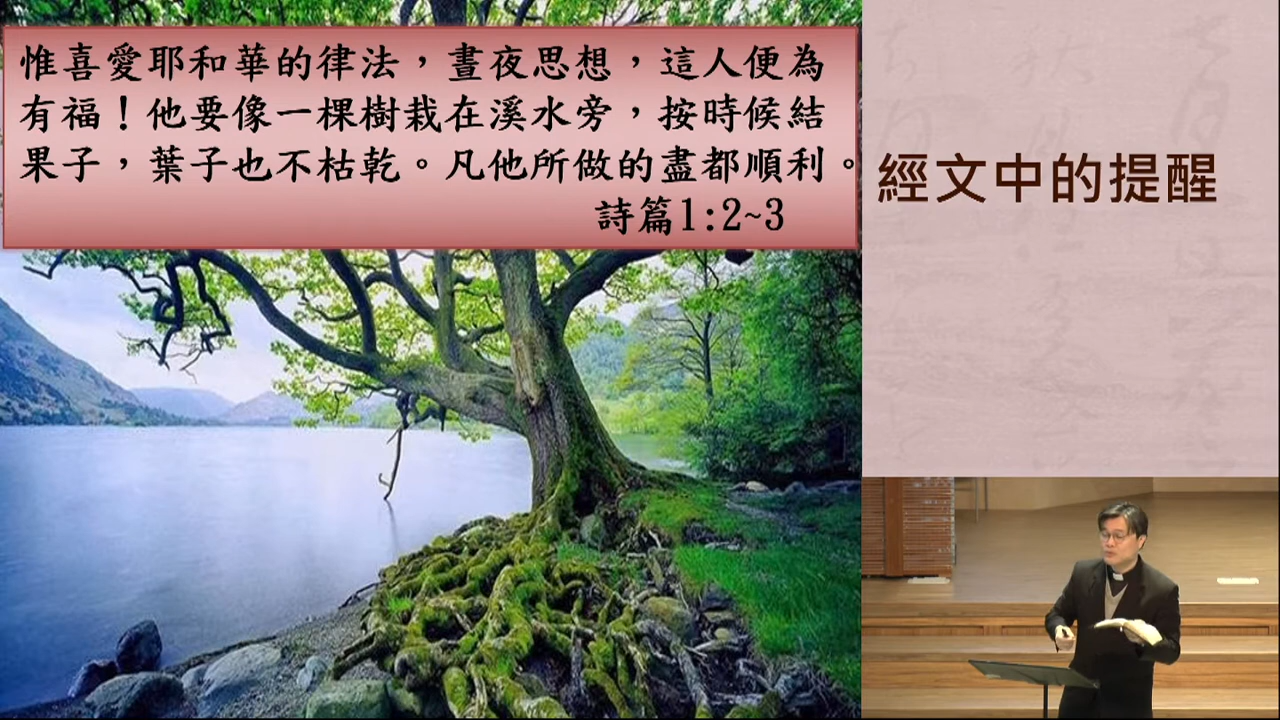 惟喜愛耶和華的律法，晝夜思想，這人便為
有福！他要像一棵樹栽在溪水旁，按時候結
果子，葉子也不枯乾。凡他所做的盡都順利。
詩篇1:2~3
經文中的提醒